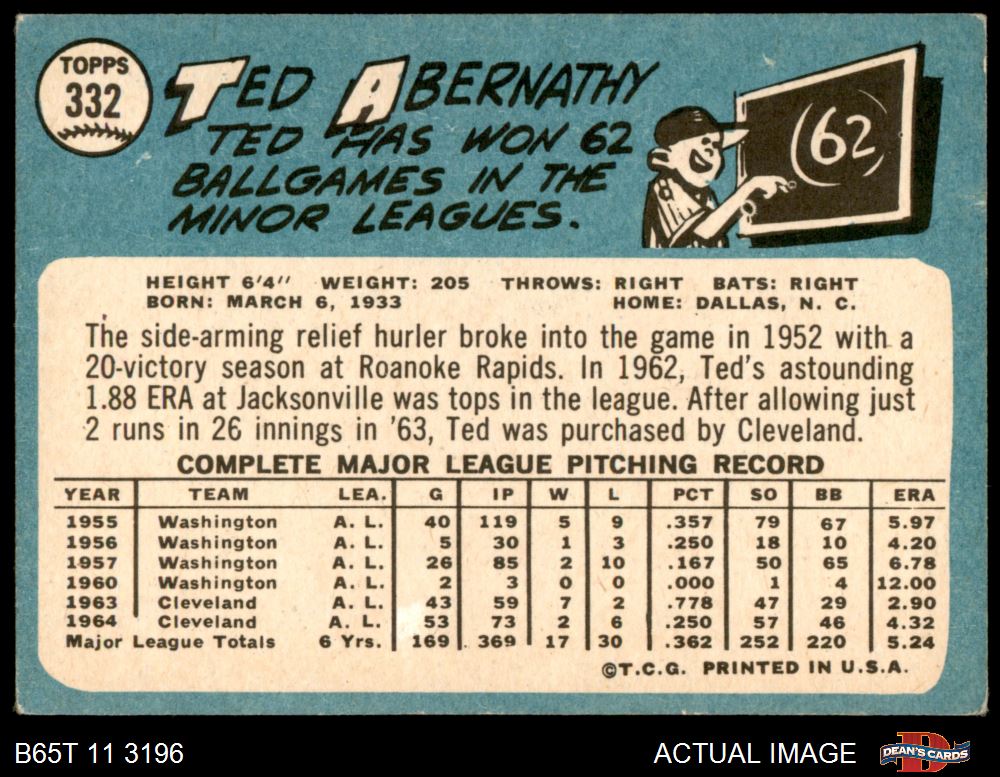 TOPPS
332
TED ABERNATHY
TED HAS WON 62
BALLGAMES IN THE
MINOR LEAGUES.
62
HEIGHT 6'4" WEIGHT: 205 THROWS: RIGHT BATS: RIGHT
BORN: MARCH 6, 1933 HOME: DALLAS, N. C.
The side-arming relief hurler broke into the game in 1952 with a
20-victory season at Roanoke Rapids. In 1962, Ted's astounding
1.88 ERA at Jacksonville was tops in the league. After allowing just
2 runs in 26 innings in '63, Ted was purchased by Cleveland.
COMPLETE MAJOR LEAGUE PITCHING RECORD
YEAR TEAM LEA. G IP W L PCT SO BB ERA
1955 Washington A. L. 40 119 5 9 .357 79 67 5.97
1956 Washington A. L. 5 30 1 3 .250 18 10 4.20
1957 Washington A. L. 26 85 2 10 .167 50 65 6.78
1960 Washington A. L. 2 3 0 0 .000 1 4 12.00
1963 Cleveland A. L. 43 59 7 2 .778 47 29 2.90
1964 Cleveland A. L. 53 73 2 6 .250 57 46 4.32
Major League Totals 6 Yrs. 169 369 17 30 .362 252 220 5.24
©T.C.G. PRINTED IN U.S.A.
B65T 11 3196 ACTUAL IMAGE DEAN'S CARDS